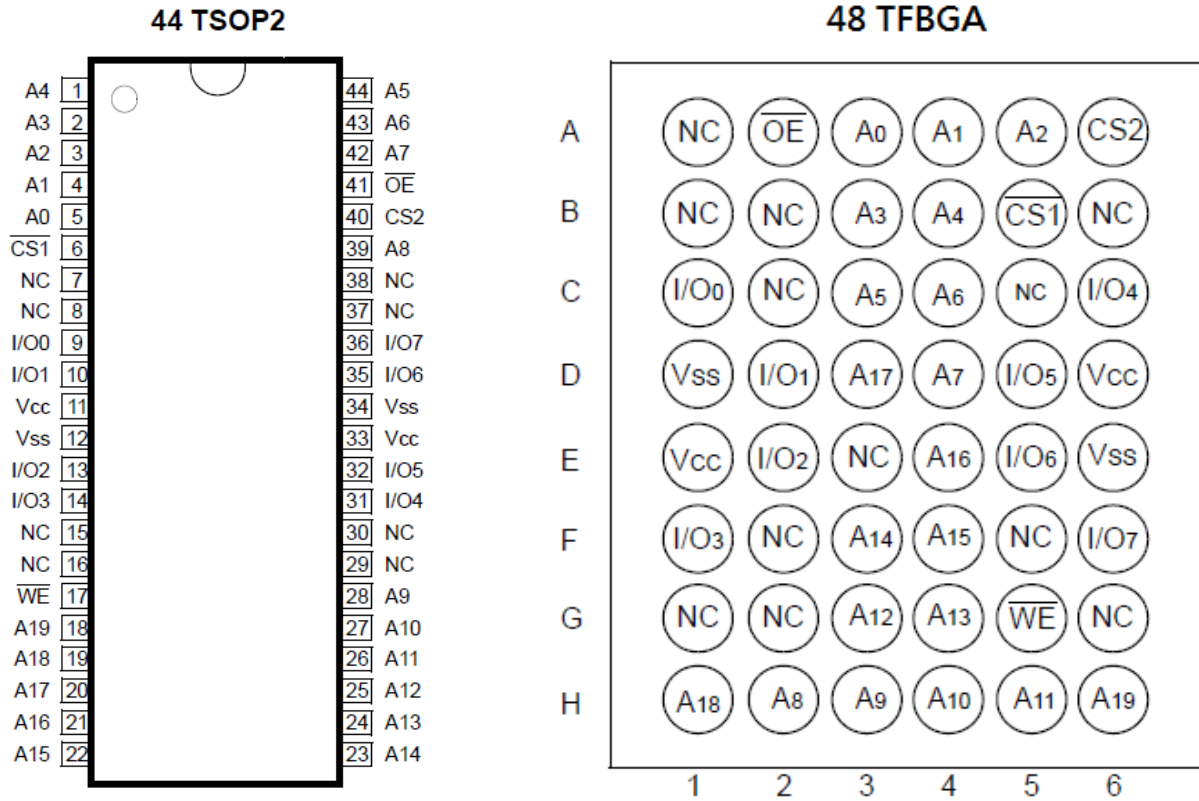 44 TSOP2
A4 1 44 A5
A3 2 43 A6
A2 3 42 A7
A1 4 41 OE
A0 5 40 CS2
CS1 6 39 A8
NC 7 38 NC
NC 8 37 NC
I/O0 9 36 I/O7
I/O1 10 35 I/O6
Vcc 11 34 Vss
Vss 12 33 Vcc
I/O2 13 32 I/O5
I/O3 14 31 I/O4
NC 15 30 NC
NC 16 29 NC
WE 17 28 A9
A19 18 27 A10
A18 19 26 A11
A17 20 25 A12
A16 21 24 A13
A15 22 23 A14
48 TFBGA
A NC OE A0 A1 A2 CS2
B NC NC A3 A4 CS1 NC
C I/O0 NC A5 A6 NC I/O4
D Vss I/O1 A17 A7 I/O5 Vcc
E Vcc I/O2 NC A16 I/O6 Vss
F I/O3 NC A14 A15 NC I/O7
G NC NC A12 A13 WE NC
H A18 A8 A9 A10 A11 A19
1 2 3 4 5 6